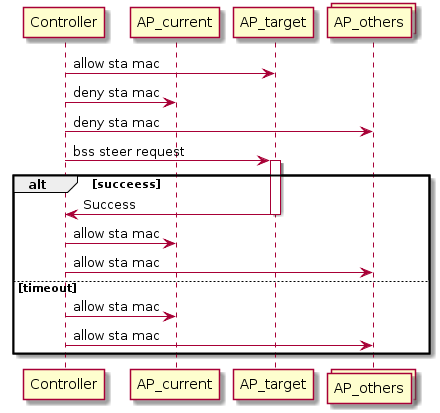 Controller AP_current AP_target AP_others
allow sta mac
deny sta mac
deny sta mac
bss steer request
alt [succeess]
Success
allow sta mac
allow sta mac
[timeout]
allow sta mac
allow sta mac
Controller AP_current AP_target AP_others